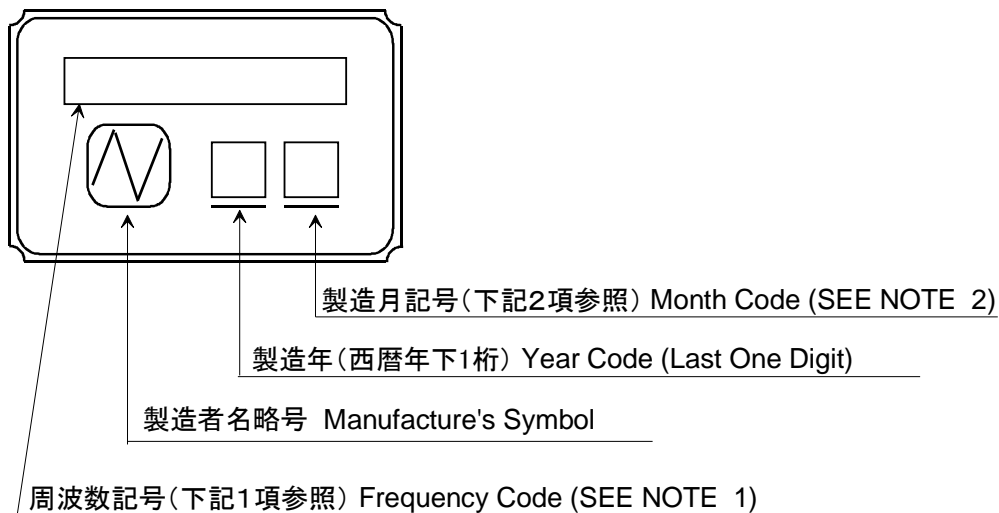 製造月記号(下記2項参照) Month Code (SEE NOTE 2)
製造年(西暦年下1桁) Year Code (Last One Digit)
製造者名略号 Manufacture's Symbol
周波数記号(下記1項参照) Frequency Code (SEE NOTE 1)